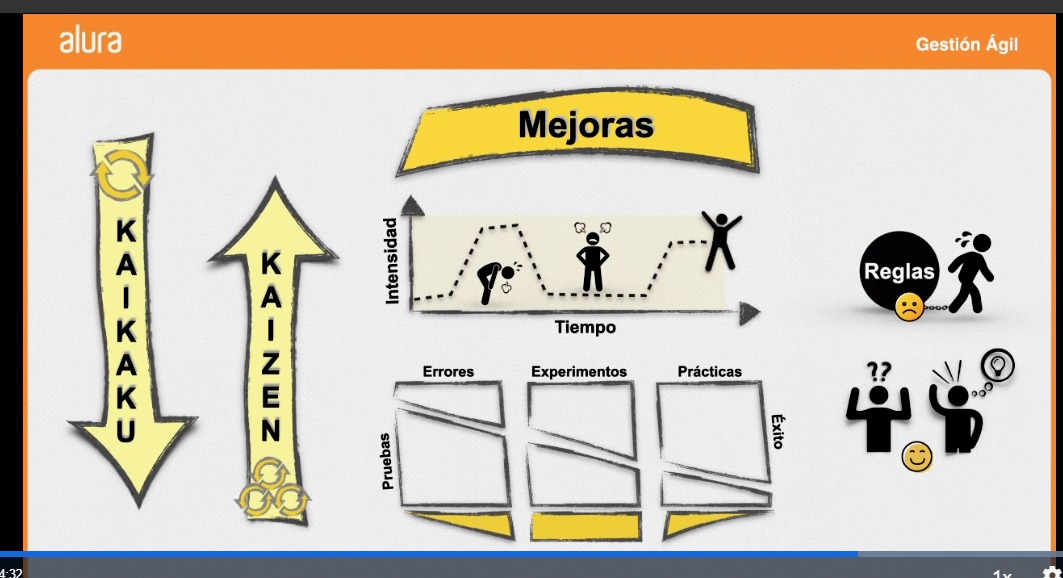 alura
Gestión Ágil
Mejoras
KAIKAKU
KAIZEN
Intensidad
Tiempo
Reglas
??
Errores
Experimentos
Prácticas
Pruebas
Éxito
4:32
1x